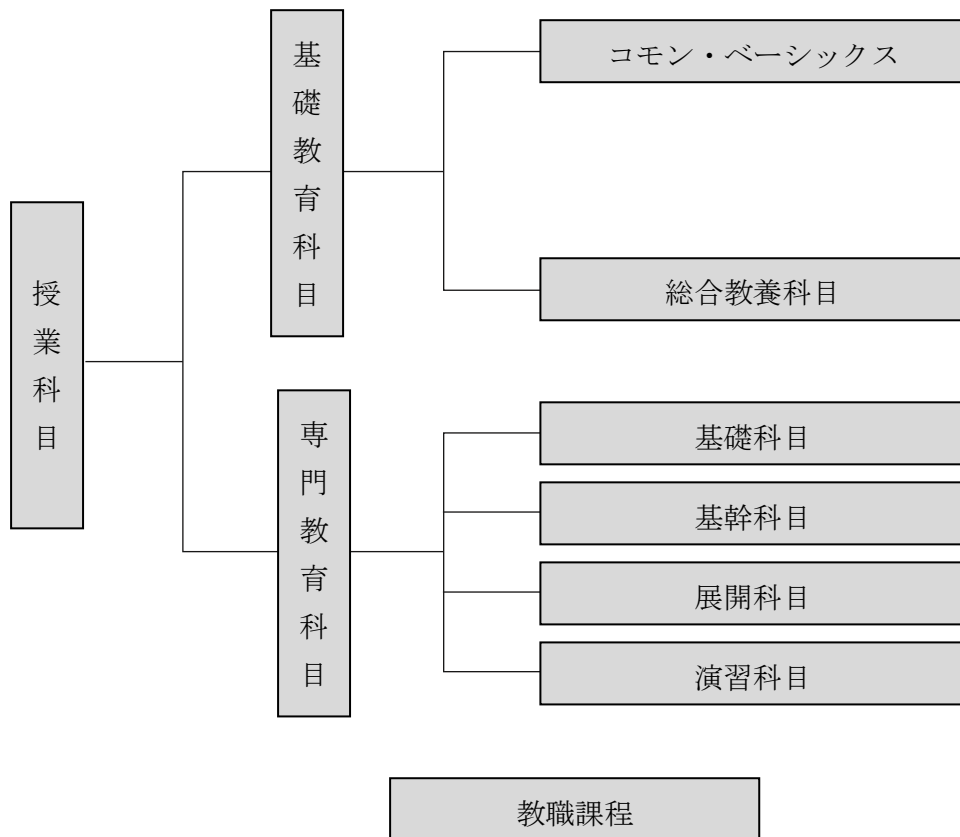 授業科目
基礎教育科目
コモン・ベーシックス
総合教養科目
専門教育科目
基礎科目
基幹科目
展開科目
演習科目
教職課程